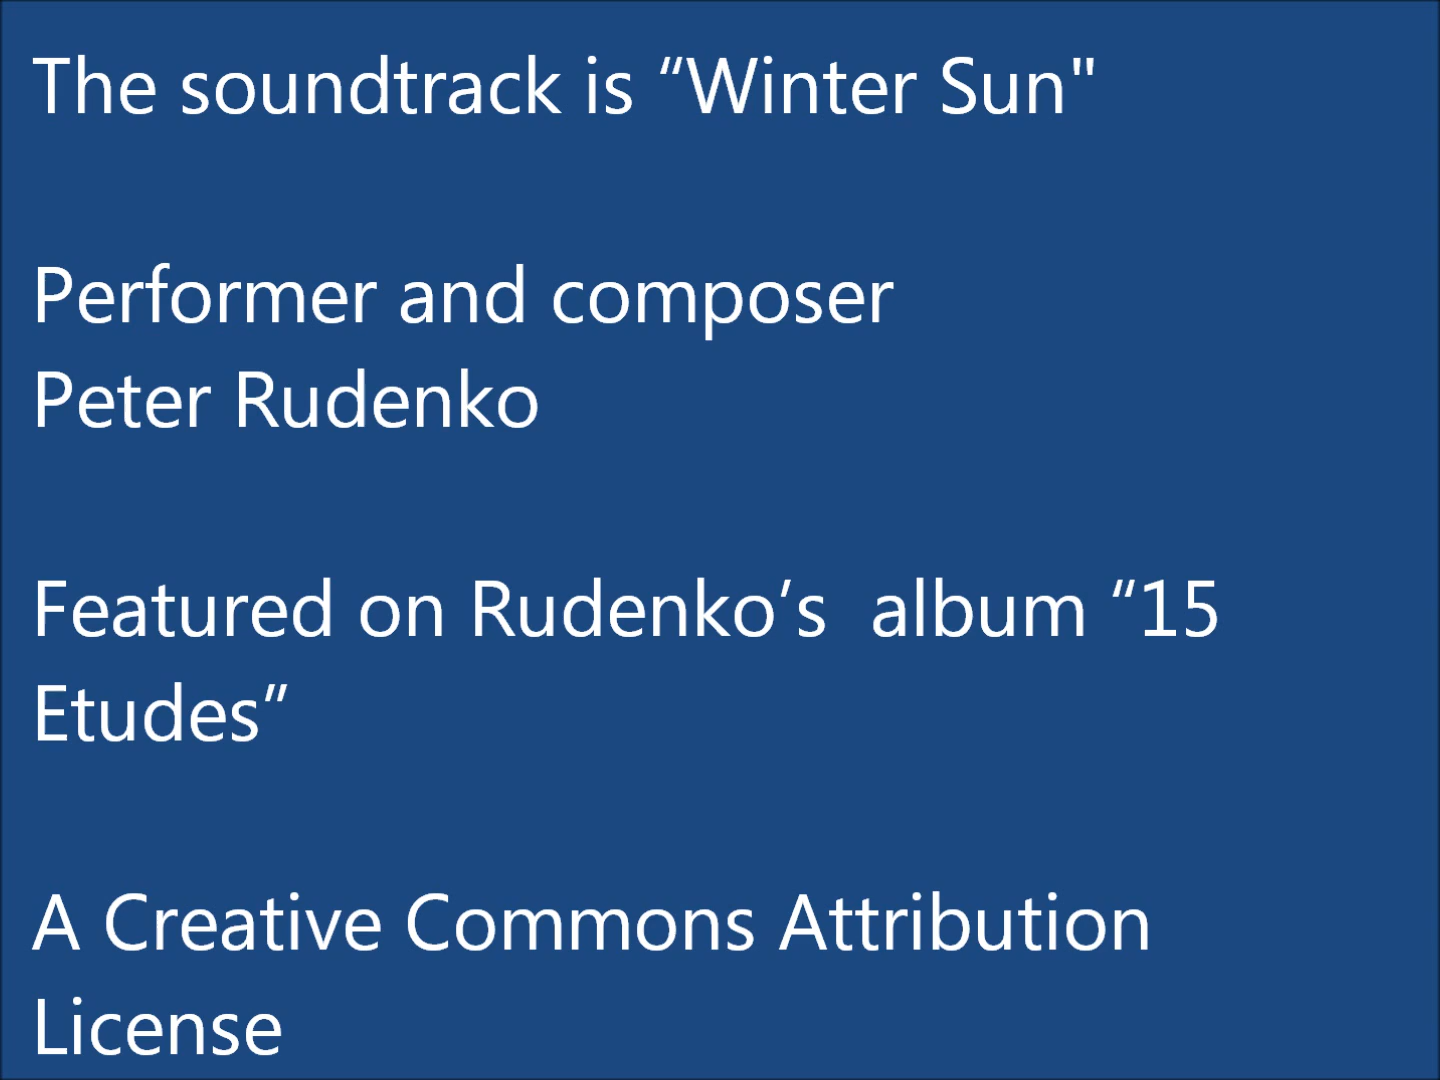 The soundtrack is “Winter Sun"
Performer and composer
Peter Rudenko
Featured on Rudenko’s  album “15
Etudes”
A Creative Commons Attribution
License